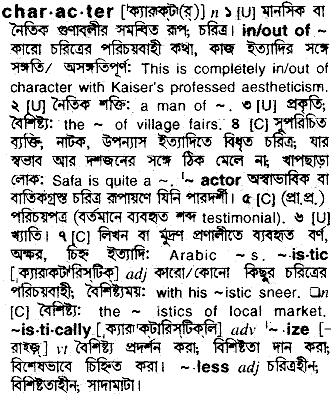 char·ac·ter ['ক্যারাক্‌টা(র্)] n ১ [U] মানসিক বা
নৈতিক গুণাবলীর সমন্বিত রূপ; চরিত্র। in/out of ~
কারো চরিত্রের পরিচয়বাহী কথা, কাজ ইত্যাদির সঙ্গে
সঙ্গতি/ অসঙ্গতিপূর্ণ: This is completely in/out of
character with Kaiser's professed aestheticism.
২ [U] নৈতিক শক্তি: a man of ~. ৩ [U] প্রকৃতি;
বৈশিষ্ট্য: the ~ of village fairs. ৪ [C] সুপরিচিত
ব্যক্তি, নাটক, উপন্যাস ইত্যাদিতে বিধৃত চরিত্র; যার
স্বভাব আর দশজনের সঙ্গে ঠিক মেলে না; খাপছাড়া
লোক: Safa is quite a ~. '~ actor অস্বাভাবিক বা
বাতিকগ্রস্ত চরিত্র রূপায়ণে যিনি পারদর্শী। ৫ [C] (প্রা.প্র.)
পরিচয়পত্র (বর্তমানে ব্যবহৃত শব্দ testimonial). ৬ [U]
খ্যাতি। ৭ [C] লিখন বা মুদ্রণ প্রণালীতে ব্যবহৃত বর্ণ,
অক্ষর, চিহ্ন ইত্যাদি: Arabic ~ s. ~·is·tic
[ক্যারাক্‌টা'রিস্‌টিক্] adj কারো/কোনো কিছুর চরিত্রের
পরিচয়বাহী; বৈশিষ্ট্যময়: with his ~istic sneer. □n
[C] বৈশিষ্ট্য: the ~ istics of local market.
~·is·ti·cally [ক্যারাক্‌টা'রিস্‌টিক্‌লি] adv '~·ize [-
রাইজ়্] vt বৈশিষ্ট্য প্রদর্শন করা; বিশিষ্টতা দান করা;
বিশেষভাবে চিহ্নিত করা। ~·less adj চরিত্রহীন;
বিশিষ্টতাহীন; সাদামাটা।